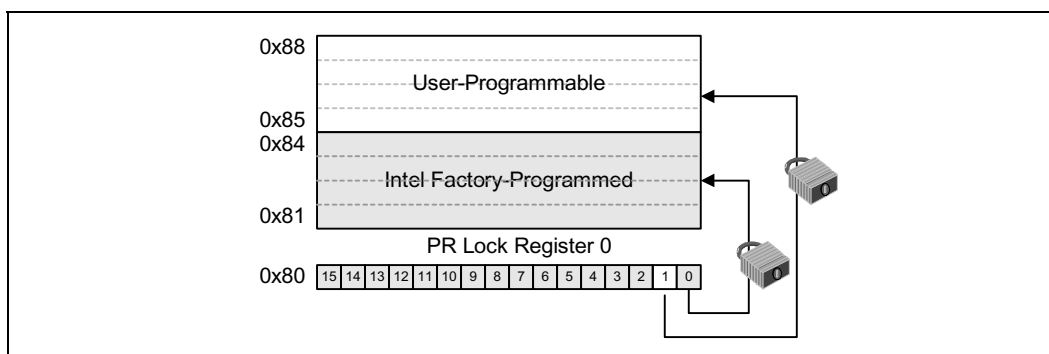 0x88
User-Programmable
0x85
0x84
Intel Factory-Programmed
0x81
PR Lock Register 0
0x80 15 14 13 12 11 10 9 8 7 6 5 4 3 2 1 0